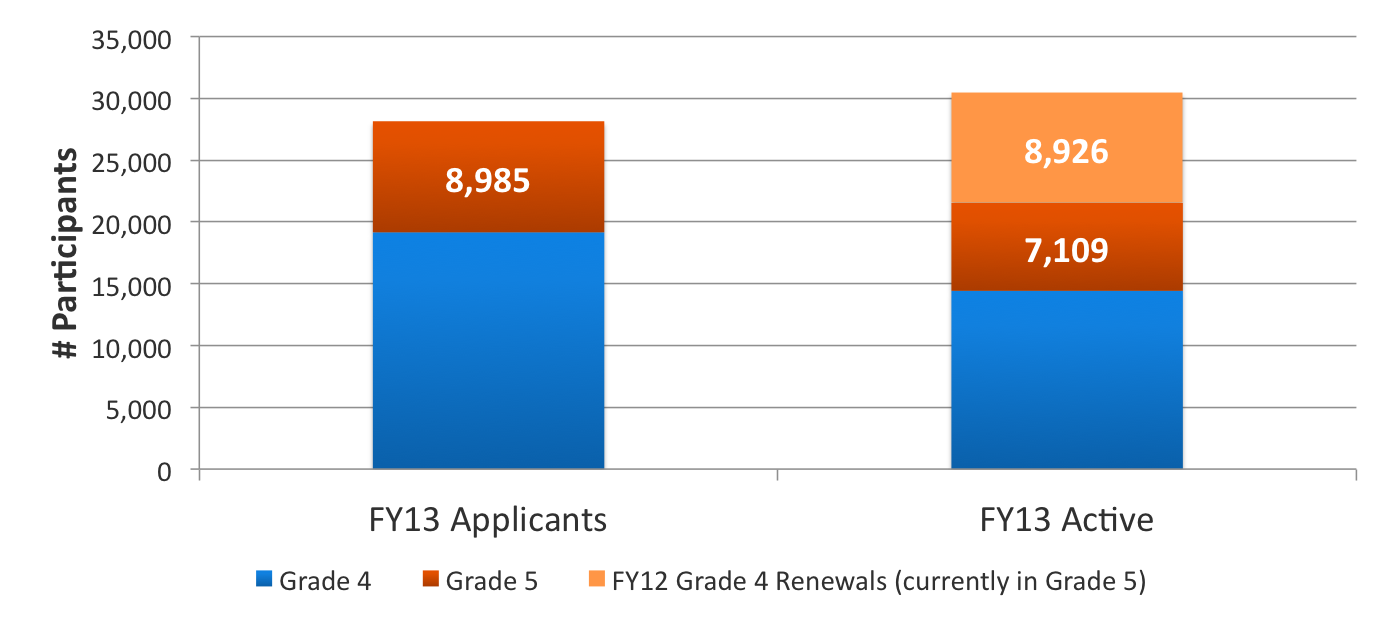 35,000
30,000
25,000
20,000
15,000
10,000
5,000
0
# Participants
8,985
8,926
7,109
FY13 Applicants
FY13 Active
Grade 4
Grade 5
FY12 Grade 4 Renewals (currently in Grade 5)